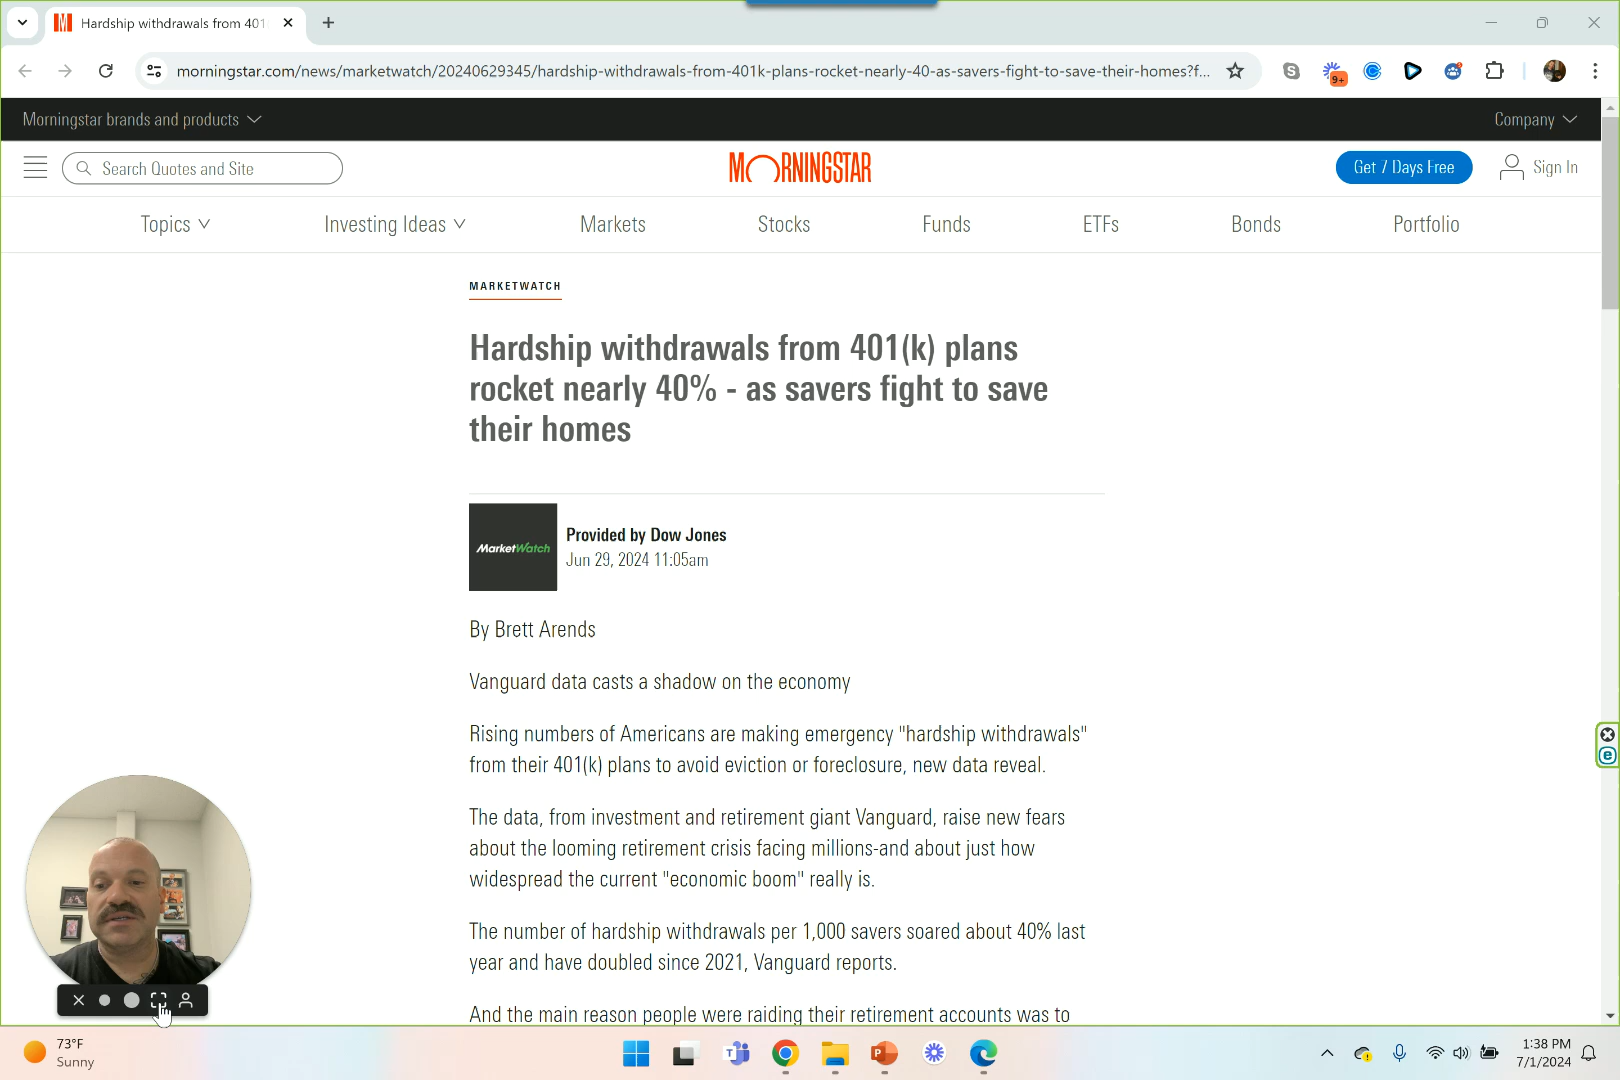 Hardship withdrawals from 401
morningstar.com/news/marketwatch/20240629345/hardship-withdrawals-from-401k-plans-rocket-nearly-40-as-savers-fight-to-save-their-homes?f...
9+
Morningstar brands and products
Company
Search Quotes and Site
MORNINGSTAR
Get 7 Days Free
Sign In
Topics
Investing Ideas
Markets
Stocks
Funds
ETFs
Bonds
Portfolio
MARKETWATCH
Hardship withdrawals from 401(k) plans
rocket nearly 40% - as savers fight to save
their homes
MarketWatch
Provided by Dow Jones
Jun 29, 2024 11:05am
By Brett Arends
Vanguard data casts a shadow on the economy
Rising numbers of Americans are making emergency "hardship withdrawals"
from their 401(k) plans to avoid eviction or foreclosure, new data reveal.
The data, from investment and retirement giant Vanguard, raise new fears
about the looming retirement crisis facing millions-and about just how
widespread the current "economic boom" really is.
The number of hardship withdrawals per 1,000 savers soared about 40% last
year and have doubled since 2021, Vanguard reports.
And the main reason people were raiding their retirement accounts was to
73°F
Sunny
1:38 PM
7/1/2024